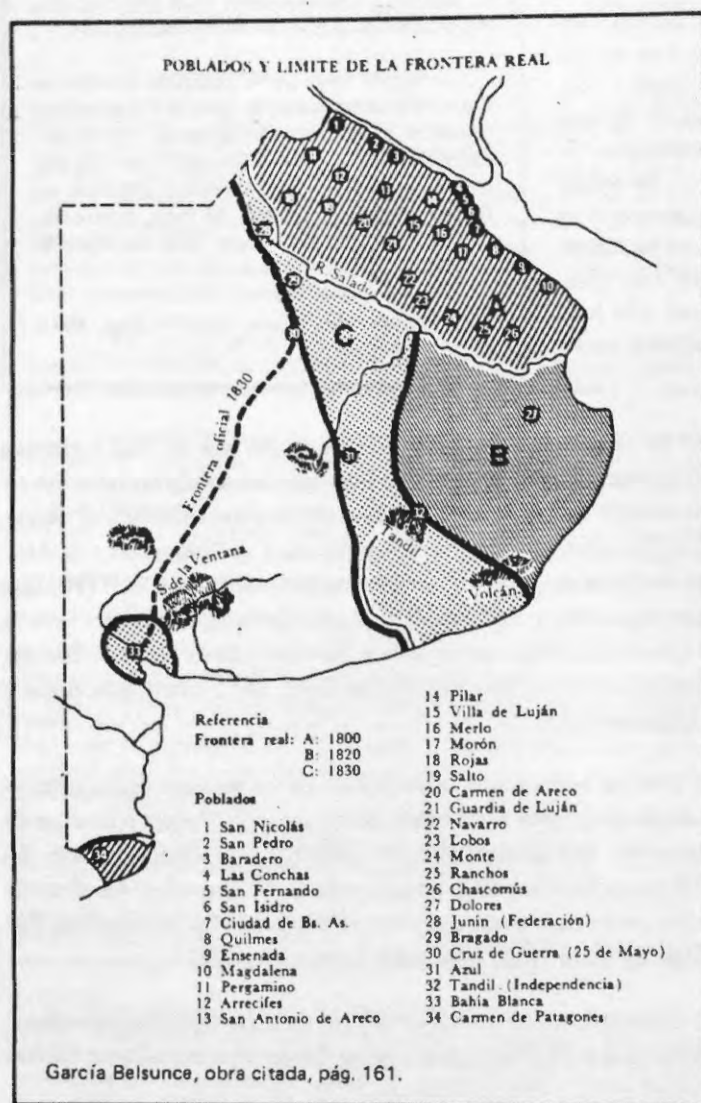 POBLADOS Y LIMITE DE LA FRONTERA REAL
R. Salado
A
C
B
Frontera oficial 1830
S. de la Ventana
Tandil
Volcán
Referencia
Frontera real: A: 1800
B: 1820
C: 1830
Poblados
1 San Nicolás
2 San Pedro
3 Baradero
4 Las Conchas
5 San Fernando
6 San Isidro
7 Ciudad de Bs. As.
8 Quilmes
9 Ensenada
10 Magdalena
11 Pergamino
12 Arrecifes
13 San Antonio de Areco
14 Pilar
15 Villa de Luján
16 Merlo
17 Morón
18 Rojas
19 Salto
20 Carmen de Areco
21 Guardia de Luján
22 Navarro
23 Lobos
24 Monte
25 Ranchos
26 Chascomús
27 Dolores
28 Junín (Federación)
29 Bragado
30 Cruz de Guerra (25 de Mayo)
31 Azul
32 Tandil. (Independencia)
33 Bahía Blanca
34 Carmen de Patagones
García Belsunce, obra citada, pág. 161.